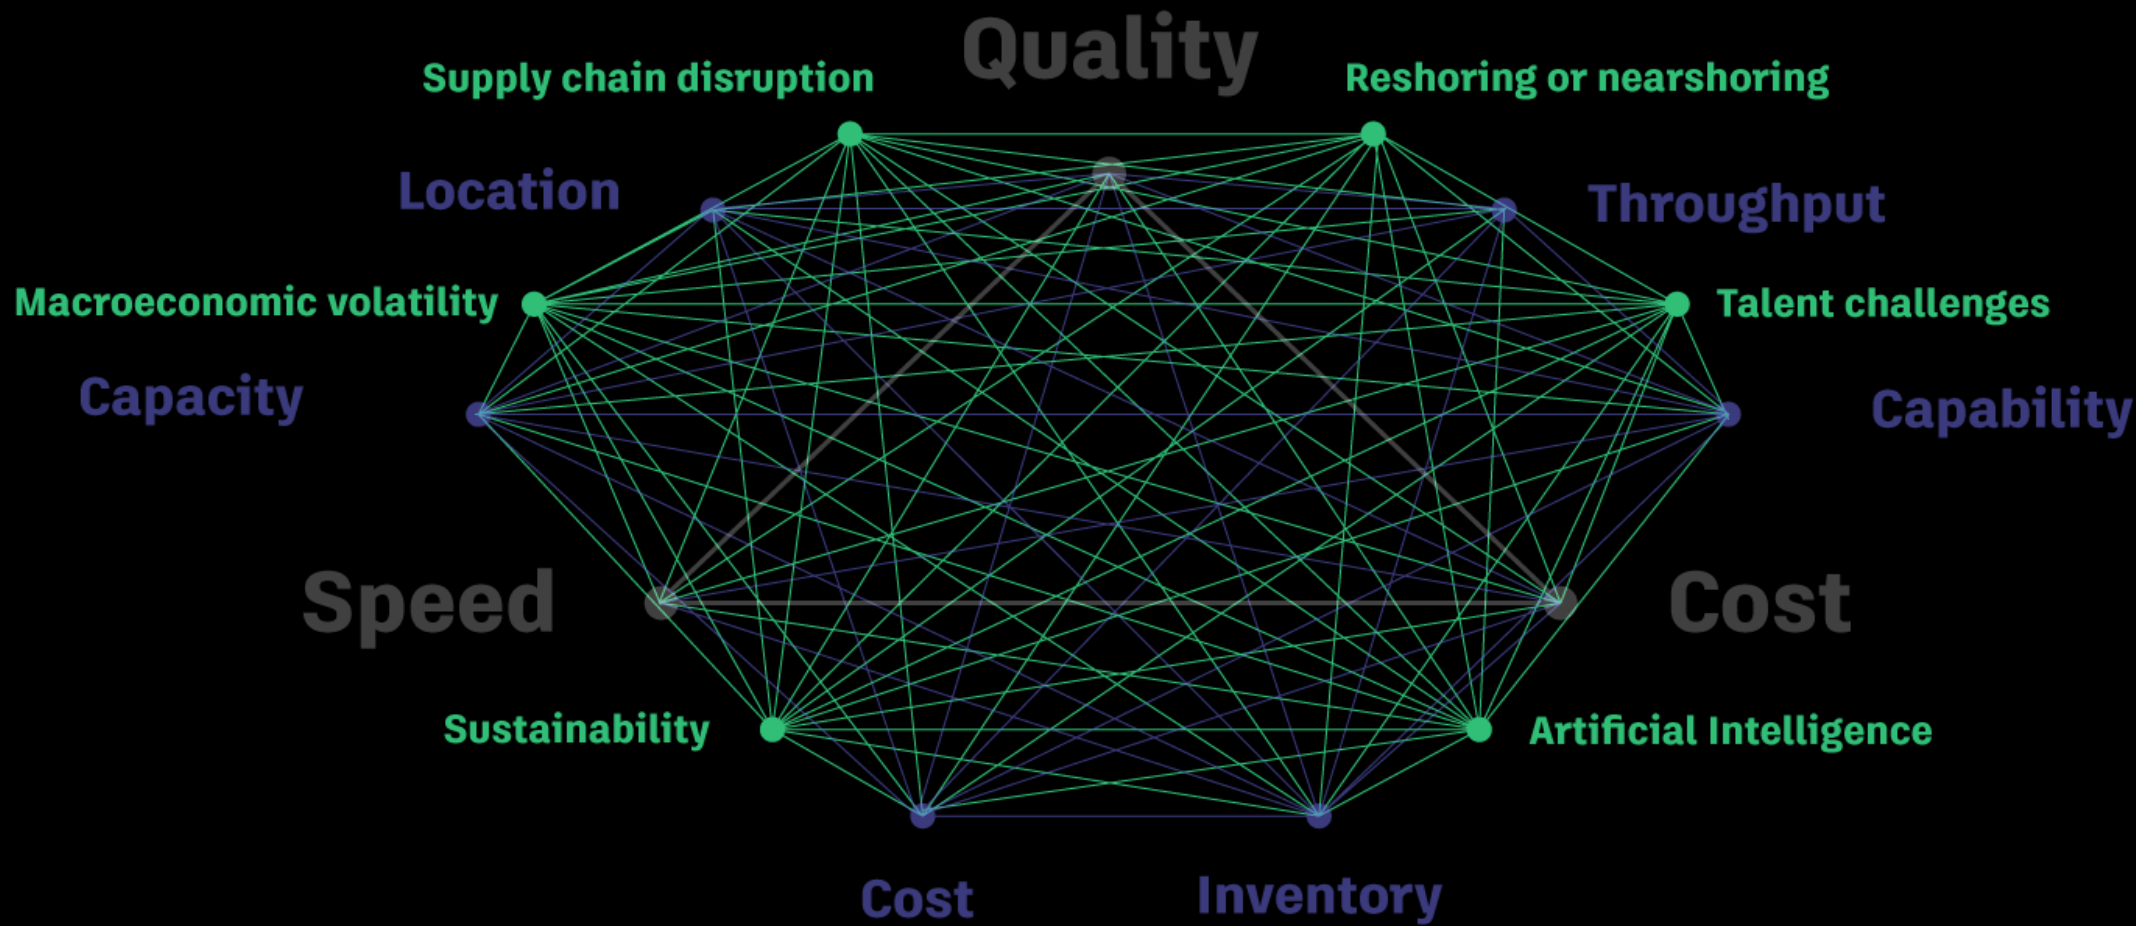 Quality
Supply chain disruption
Reshoring or nearshoring
Location
Throughput
Macroeconomic volatility
Talent challenges
Capacity
Capability
Speed
Cost
Sustainability
Artificial Intelligence
Cost
Inventory